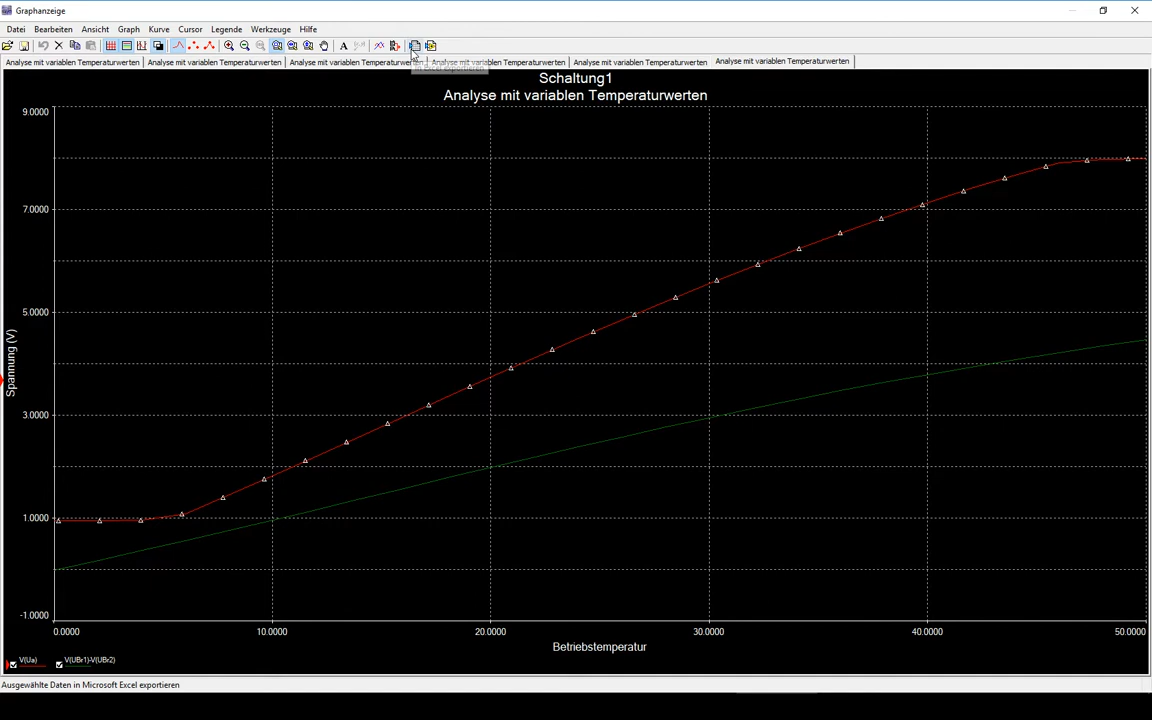 Graphanzeige
Datei Bearbeiten Ansicht Graph Kurve Cursor Legende Werkzeuge Hilfe
Analyse mit variablen Temperaturwerten Analyse mit variablen Temperaturwerten Analyse mit variablen Analyse mit variablen Temperaturwerten Analyse mit variablen Temperaturwerten Analyse mit variablen Temperaturwerten
In Excel exportieren
Schaltung1
Analyse mit variablen Temperaturwerten
9.0000
7.0000
5.0000
3.0000
1.0000
-1.0000
Spannung (V)
0.0000 10.0000 20.0000 30.0000 40.0000 50.0000
Betriebstemperatur
V(Ua) V(UBr1)-V(UBr2)
Ausgewählte Daten in Microsoft Excel exportieren